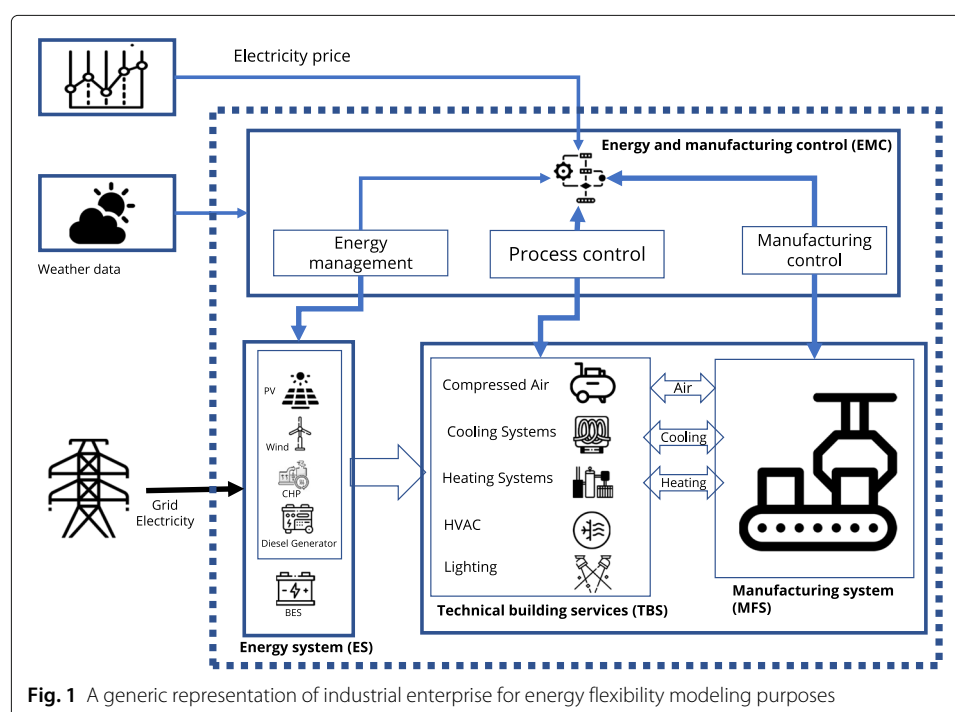 Electricity price
Energy and manufacturing control (EMC)
Weather data
Energy
management
Process control
Manufacturing
control
Grid
Electricity
PV
Wind
CHP
Diesel Generator
BES
Energy system (ES)
Compressed Air
Cooling Systems
Heating Systems
HVAC
Lighting
Technical building services (TBS)
Air
Cooling
Heating
Manufacturing system
(MFS)
Fig. 1 A generic representation of industrial enterprise for energy flexibility modeling purposes